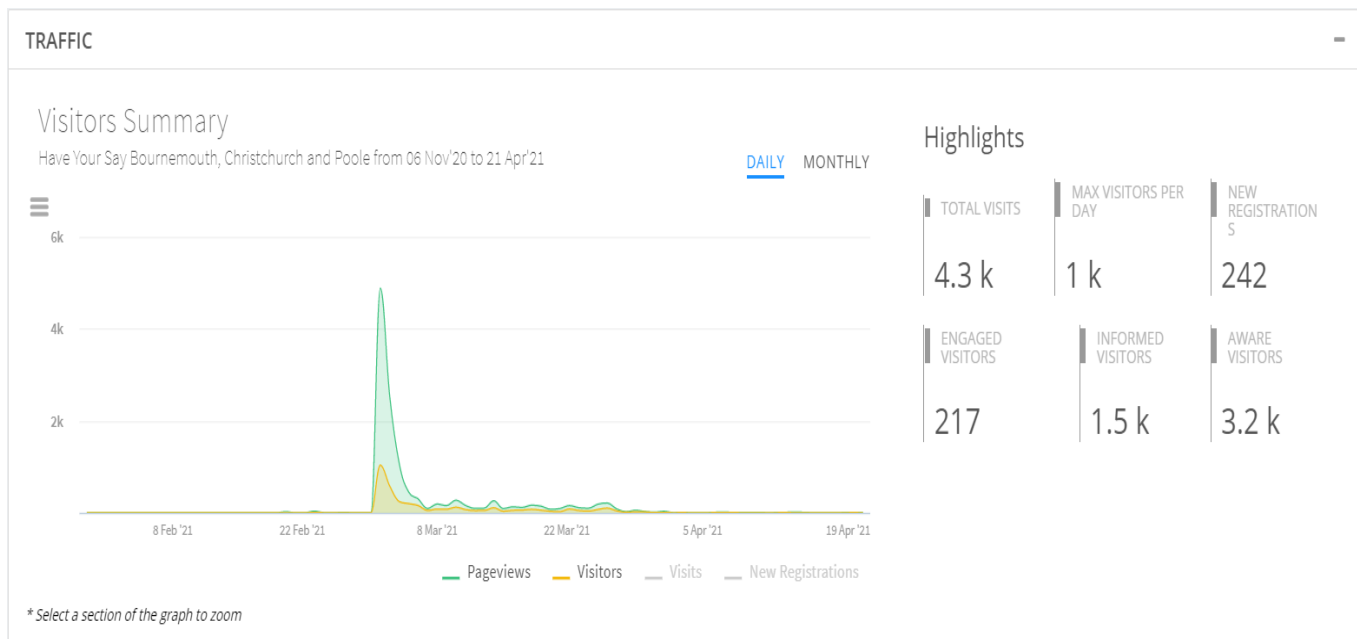 TRAFFIC
Visitors Summary
Have Your Say Bournemouth, Christchurch and Poole from 06 Nov'20 to 21 Apr'21
DAILY MONTHLY
6k
4k
2k
8 Feb '21 22 Feb '21 8 Mar '21 22 Mar '21 5 Apr '21 19 Apr '21
Pageviews Visitors Visits New Registrations
* Select a section of the graph to zoom
Highlights
TOTAL VISITS
4.3 k
MAX VISITORS PER
DAY
1 k
NEW
REGISTRATION
S
242
ENGAGED
VISITORS
217
INFORMED
VISITORS
1.5 k
AWARE
VISITORS
3.2 k